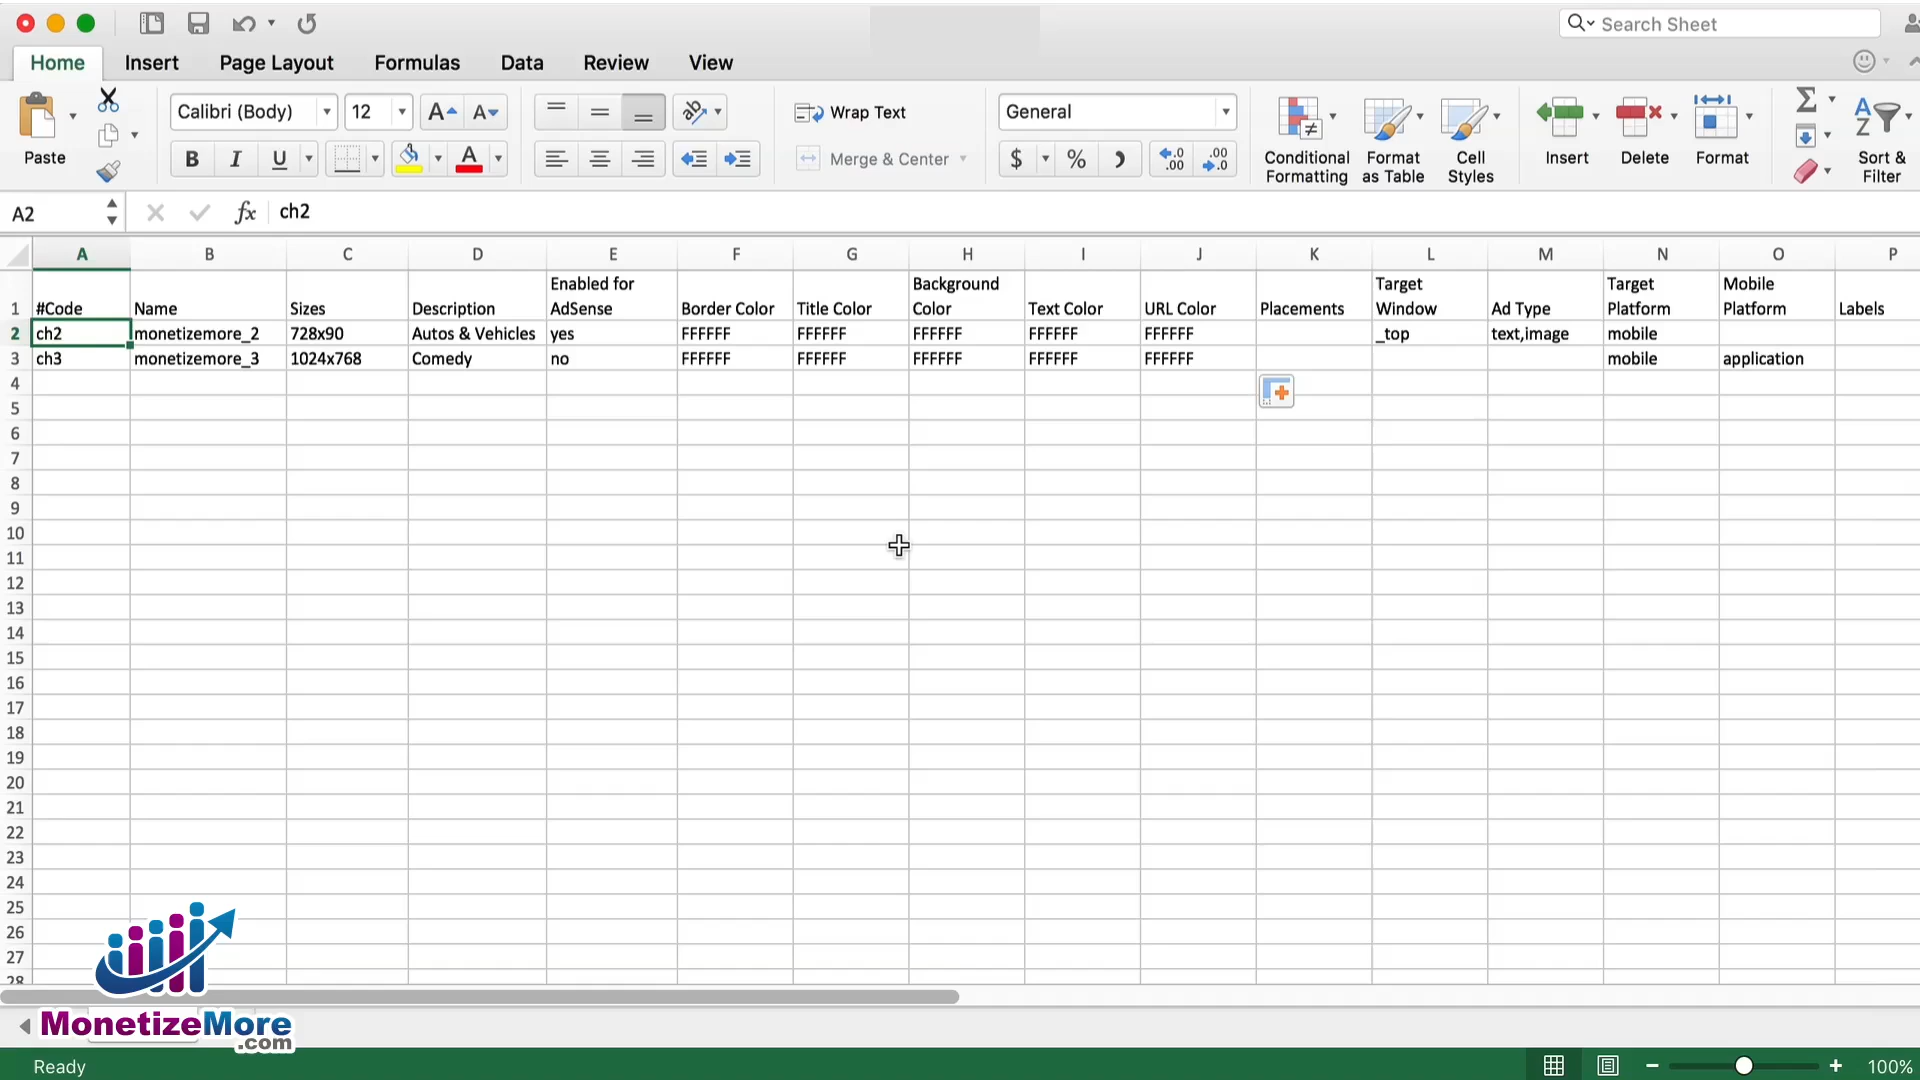 Search Sheet
Home Insert Page Layout Formulas Data Review View
Paste
Calibri (Body) 12 A A
B I U A
ab
Wrap Text
Merge & Center
General
$ % .0 .00 .00 .0
Conditional Formatting
Format as Table
Cell Styles
Insert
Delete
Format
Sort & Filter
A2 fx ch2
A B C D E F G H I J K L M N O P
1 #Code Name Sizes Description Enabled for AdSense Border Color Title Color Background Color Text Color URL Color Placements Target Window Ad Type Target Platform Mobile Platform Labels
2 ch2 monetizemore_2 728x90 Autos & Vehicles yes FFFFFF FFFFFF FFFFFF FFFFFF FFFFFF _top text,image mobile
3 ch3 monetizemore_3 1024x768 Comedy no FFFFFF FFFFFF FFFFFF FFFFFF FFFFFF mobile application
4
5
6
7
8
9
10
11
12
13
14
15
16
17
18
19
20
21
22
23
24
25
26
27
28
MonetizeMore
.com
Ready 100%